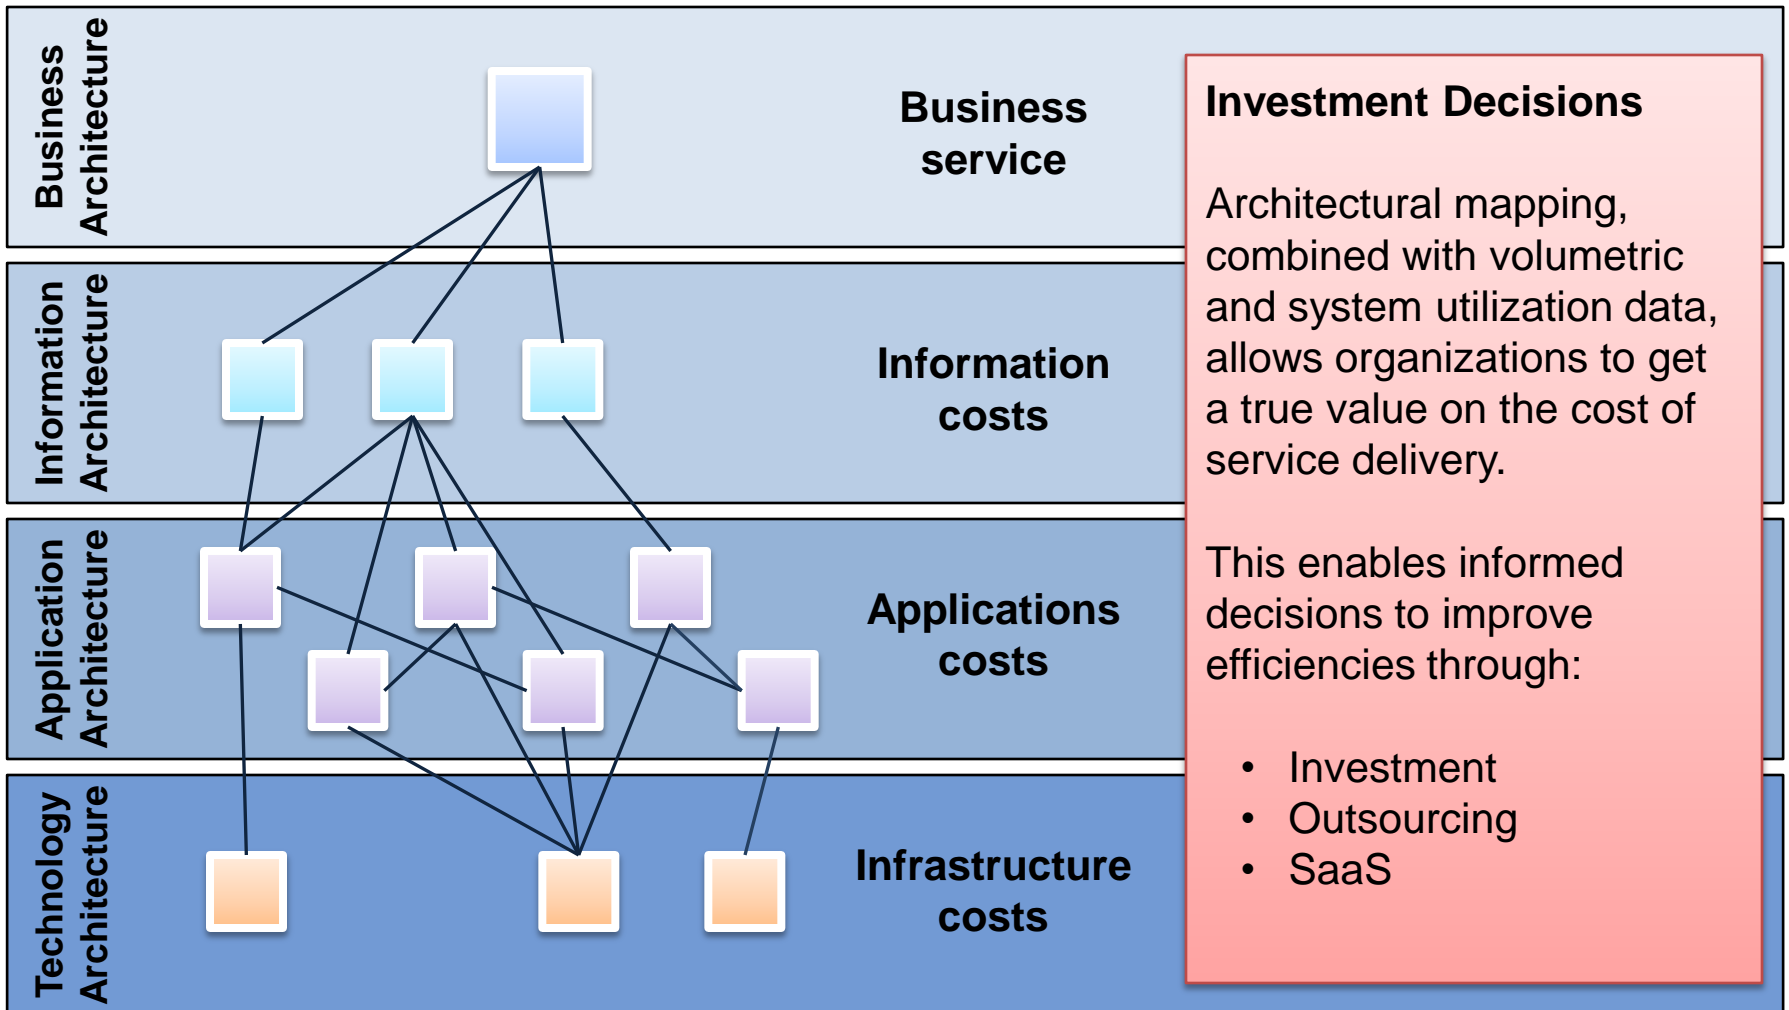 Business
Architecture
Business
service
Information
Architecture
Information
costs
Application
Architecture
Applications
costs
Technology
Architecture
Infrastructure
costs
Investment Decisions
Architectural mapping,
combined with volumetric
and system utilization data,
allows organizations to get
a true value on the cost of
service delivery.
This enables informed
decisions to improve
efficiencies through:
• Investment
• Outsourcing
• SaaS